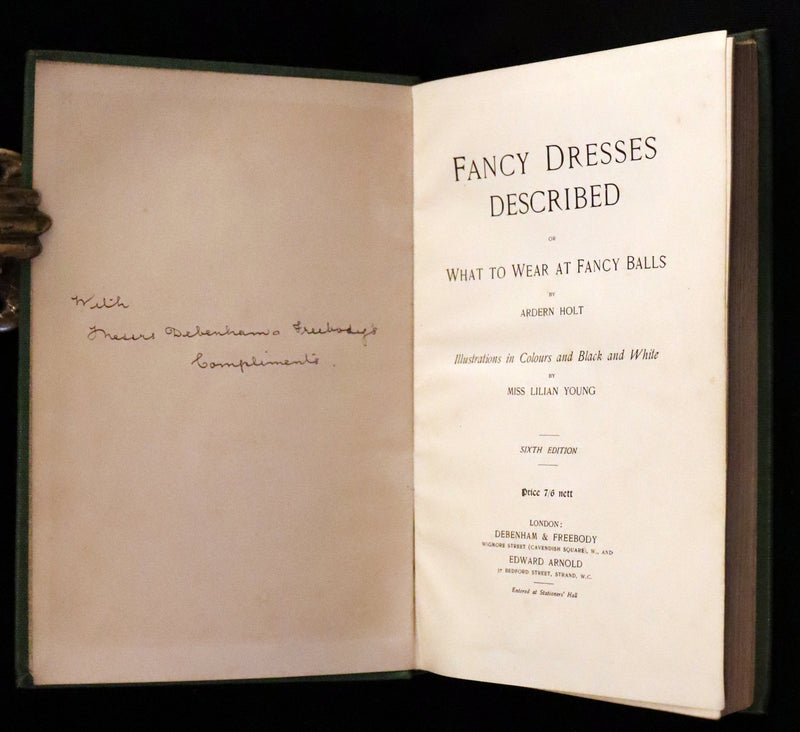 With
Messrs Debenham & Freebody's
Compliments.
FANCY DRESSES
DESCRIBED
OR
WHAT TO WEAR AT FANCY BALLS
BY
ARDERN HOLT
Illustrations in Colours and Black and White
BY
MISS LILIAN YOUNG
SIXTH EDITION
Price 7/6 nett
LONDON:
DEBENHAM & FREEBODY
WIGMORE STREET (CAVENDISH SQUARE), W., AND
EDWARD ARNOLD
37 BEDFORD STREET, STRAND, W.C.
Entered at Stationers' Hall